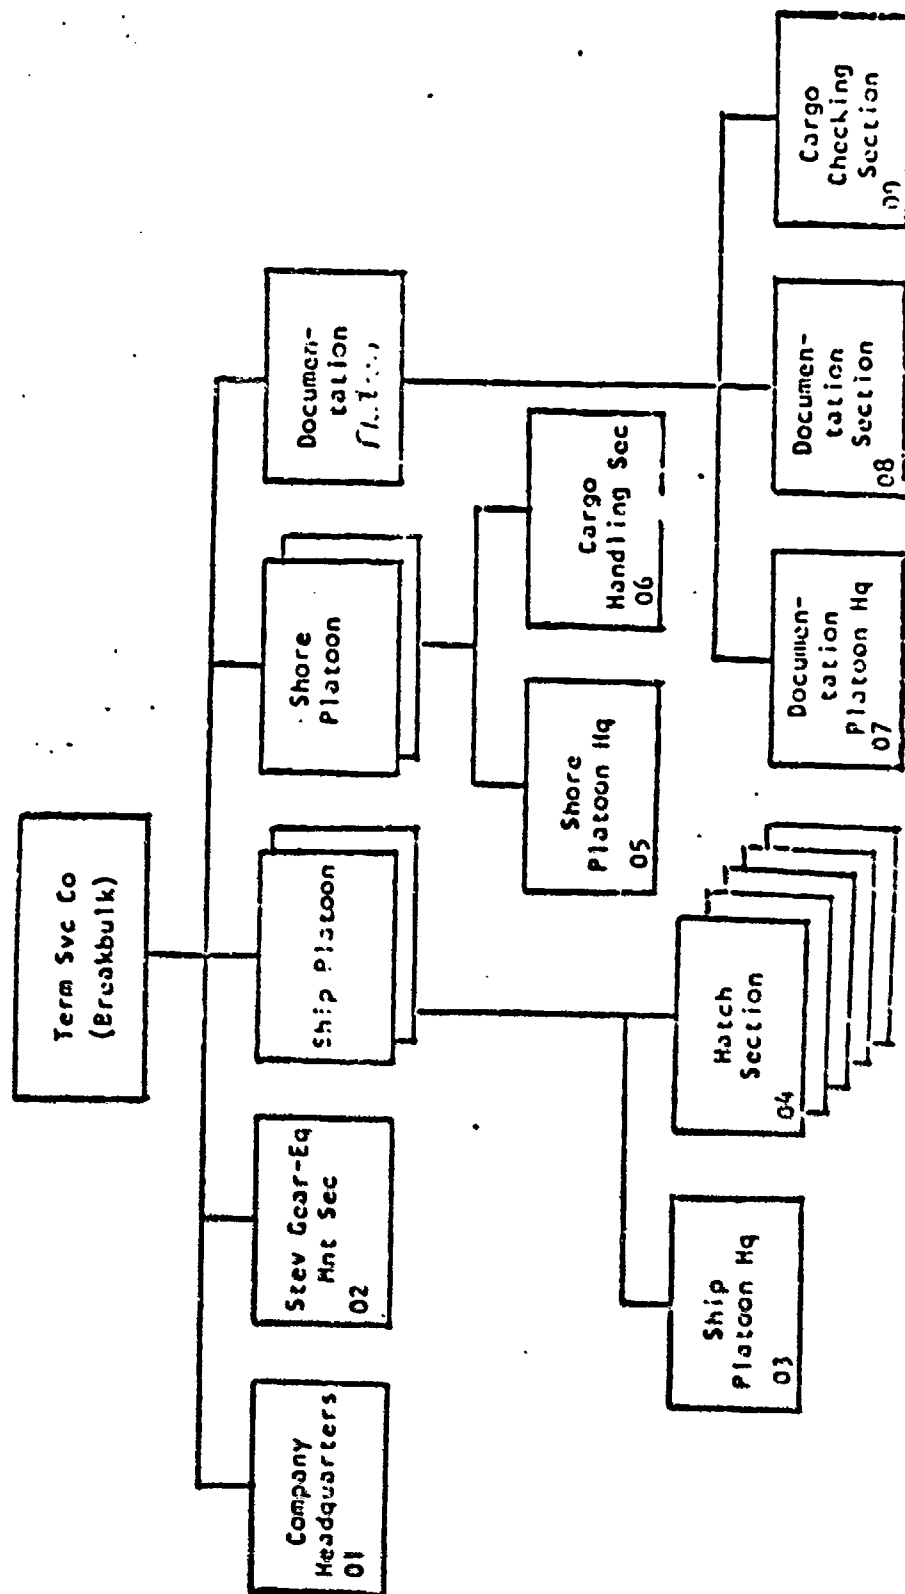 Term Svc Co
(Breakbulk)
Company
Headquarters
01
Stev Gear-Eq
Mnt Sec
02
Ship Platoon
Shore
Platoon
Documen-
tation
Ship
Platoon Hq
03
Hatch
Section
04
Shore
Platoon Hq
05
Cargo
Handling Sec
06
Documen-
tation
Platoon Hq
07
Documen-
tation
Section
08
Cargo
Checking
Section
09